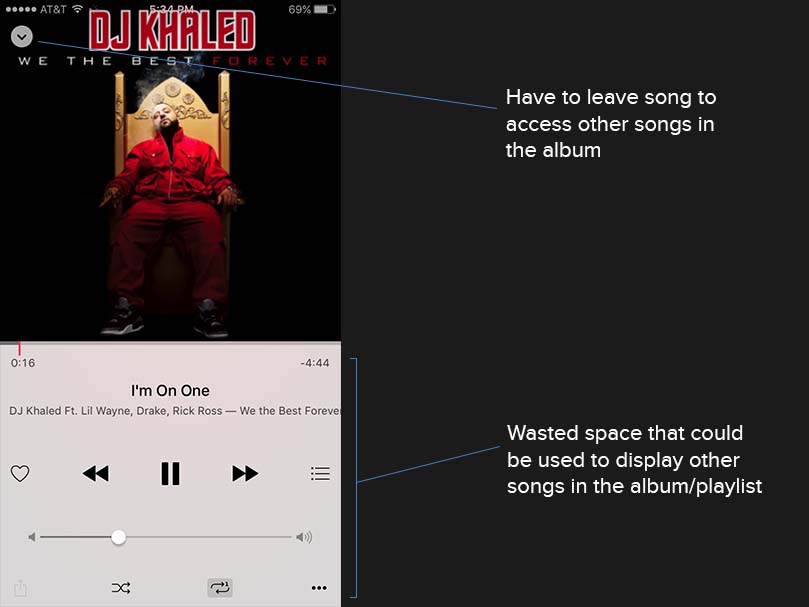 AT&T 5:34 PM 69%
DJ KHALED
WE THE BEST FOREVER
Have to leave song to
access other songs in
the album
0:16 -4:44
I'm On One
DJ Khaled Ft. Lil Wayne, Drake, Rick Ross — We the Best Forever
Wasted space that could
be used to display other
songs in the album/playlist